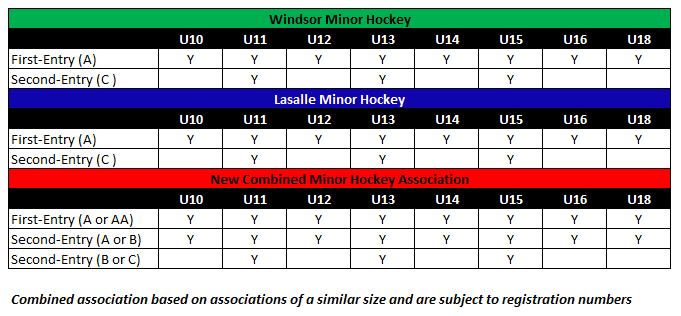 Windsor Minor Hockey
U10 U11 U12 U13 U14 U15 U16 U18
First-Entry (A) Y Y Y Y Y Y Y Y
Second-Entry (C ) Y Y Y
Lasalle Minor Hockey
U10 U11 U12 U13 U14 U15 U16 U18
First-Entry (A) Y Y Y Y Y Y Y Y
Second-Entry (C ) Y Y Y
New Combined Minor Hockey Association
U10 U11 U12 U13 U14 U15 U16 U18
First-Entry (A or AA) Y Y Y Y Y Y Y Y
Second-Entry (A or B) Y Y Y Y Y Y Y Y
Second-Entry (B or C) Y Y Y
Combined association based on associations of a similar size and are subject to registration numbers